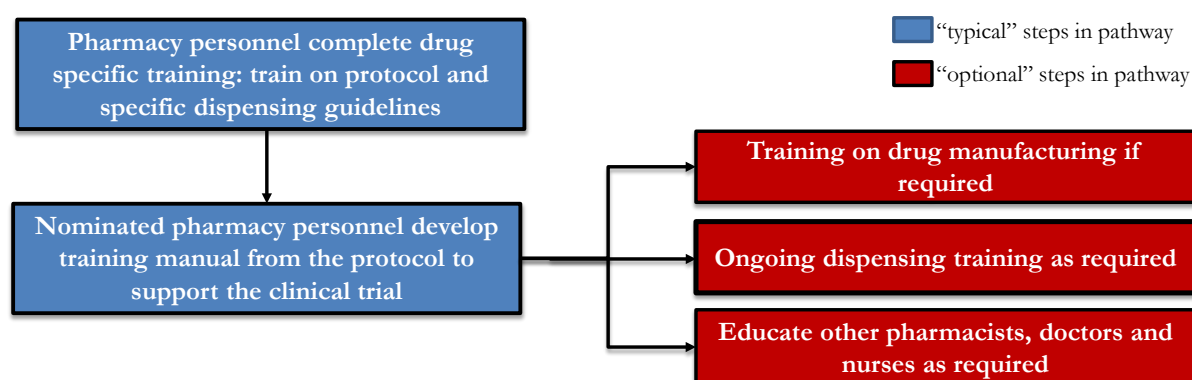 Pharmacy personnel complete drug
specific training: train on protocol and
specific dispensing guidelines
“typical” steps in pathway
“optional” steps in pathway
Training on drug manufacturing if
required
Nominated pharmacy personnel develop
training manual from the protocol to
support the clinical trial
Ongoing dispensing training as required
Educate other pharmacists, doctors and
nurses as required